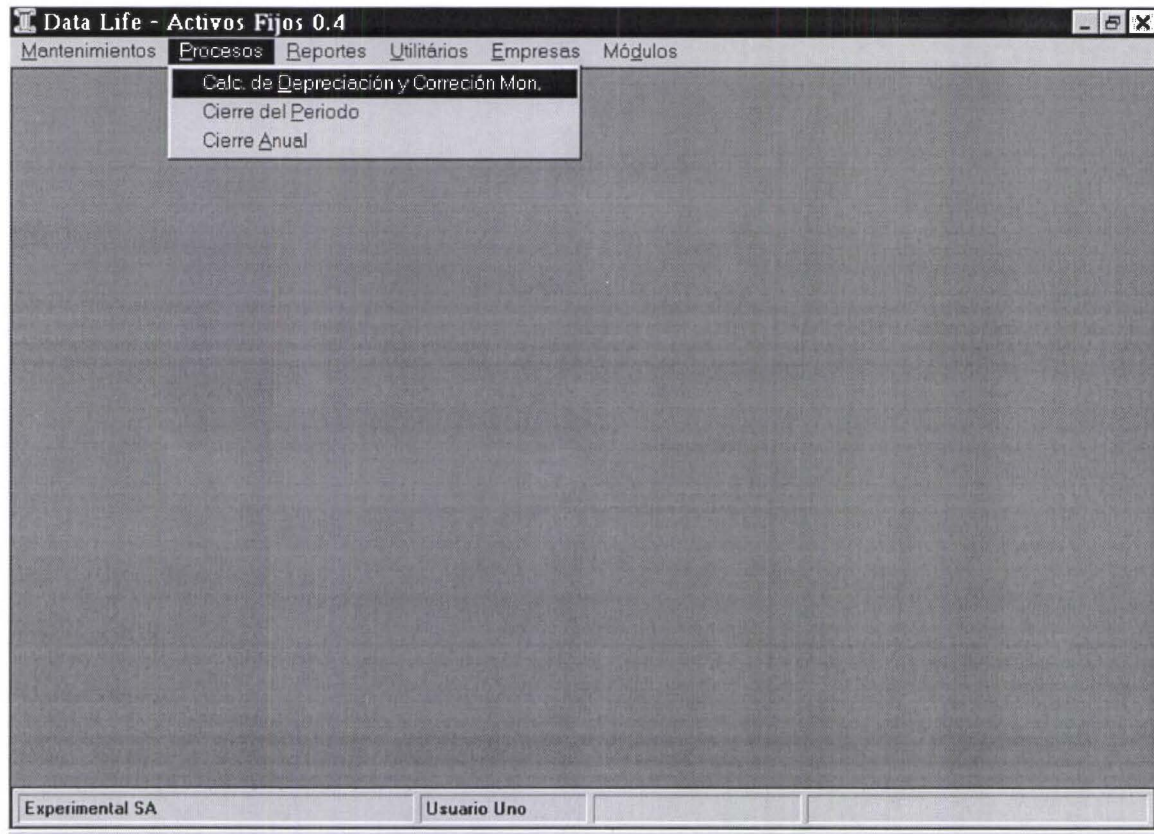 Data Life - Activos Fijos 0.4
Mantenimientos Procesos Reportes Utilitários Empresas Módulos
Calc. de Depreciación y Correción Mon.
Cierre del Periodo
Cierre Anual
Experimental SA Usuario Uno